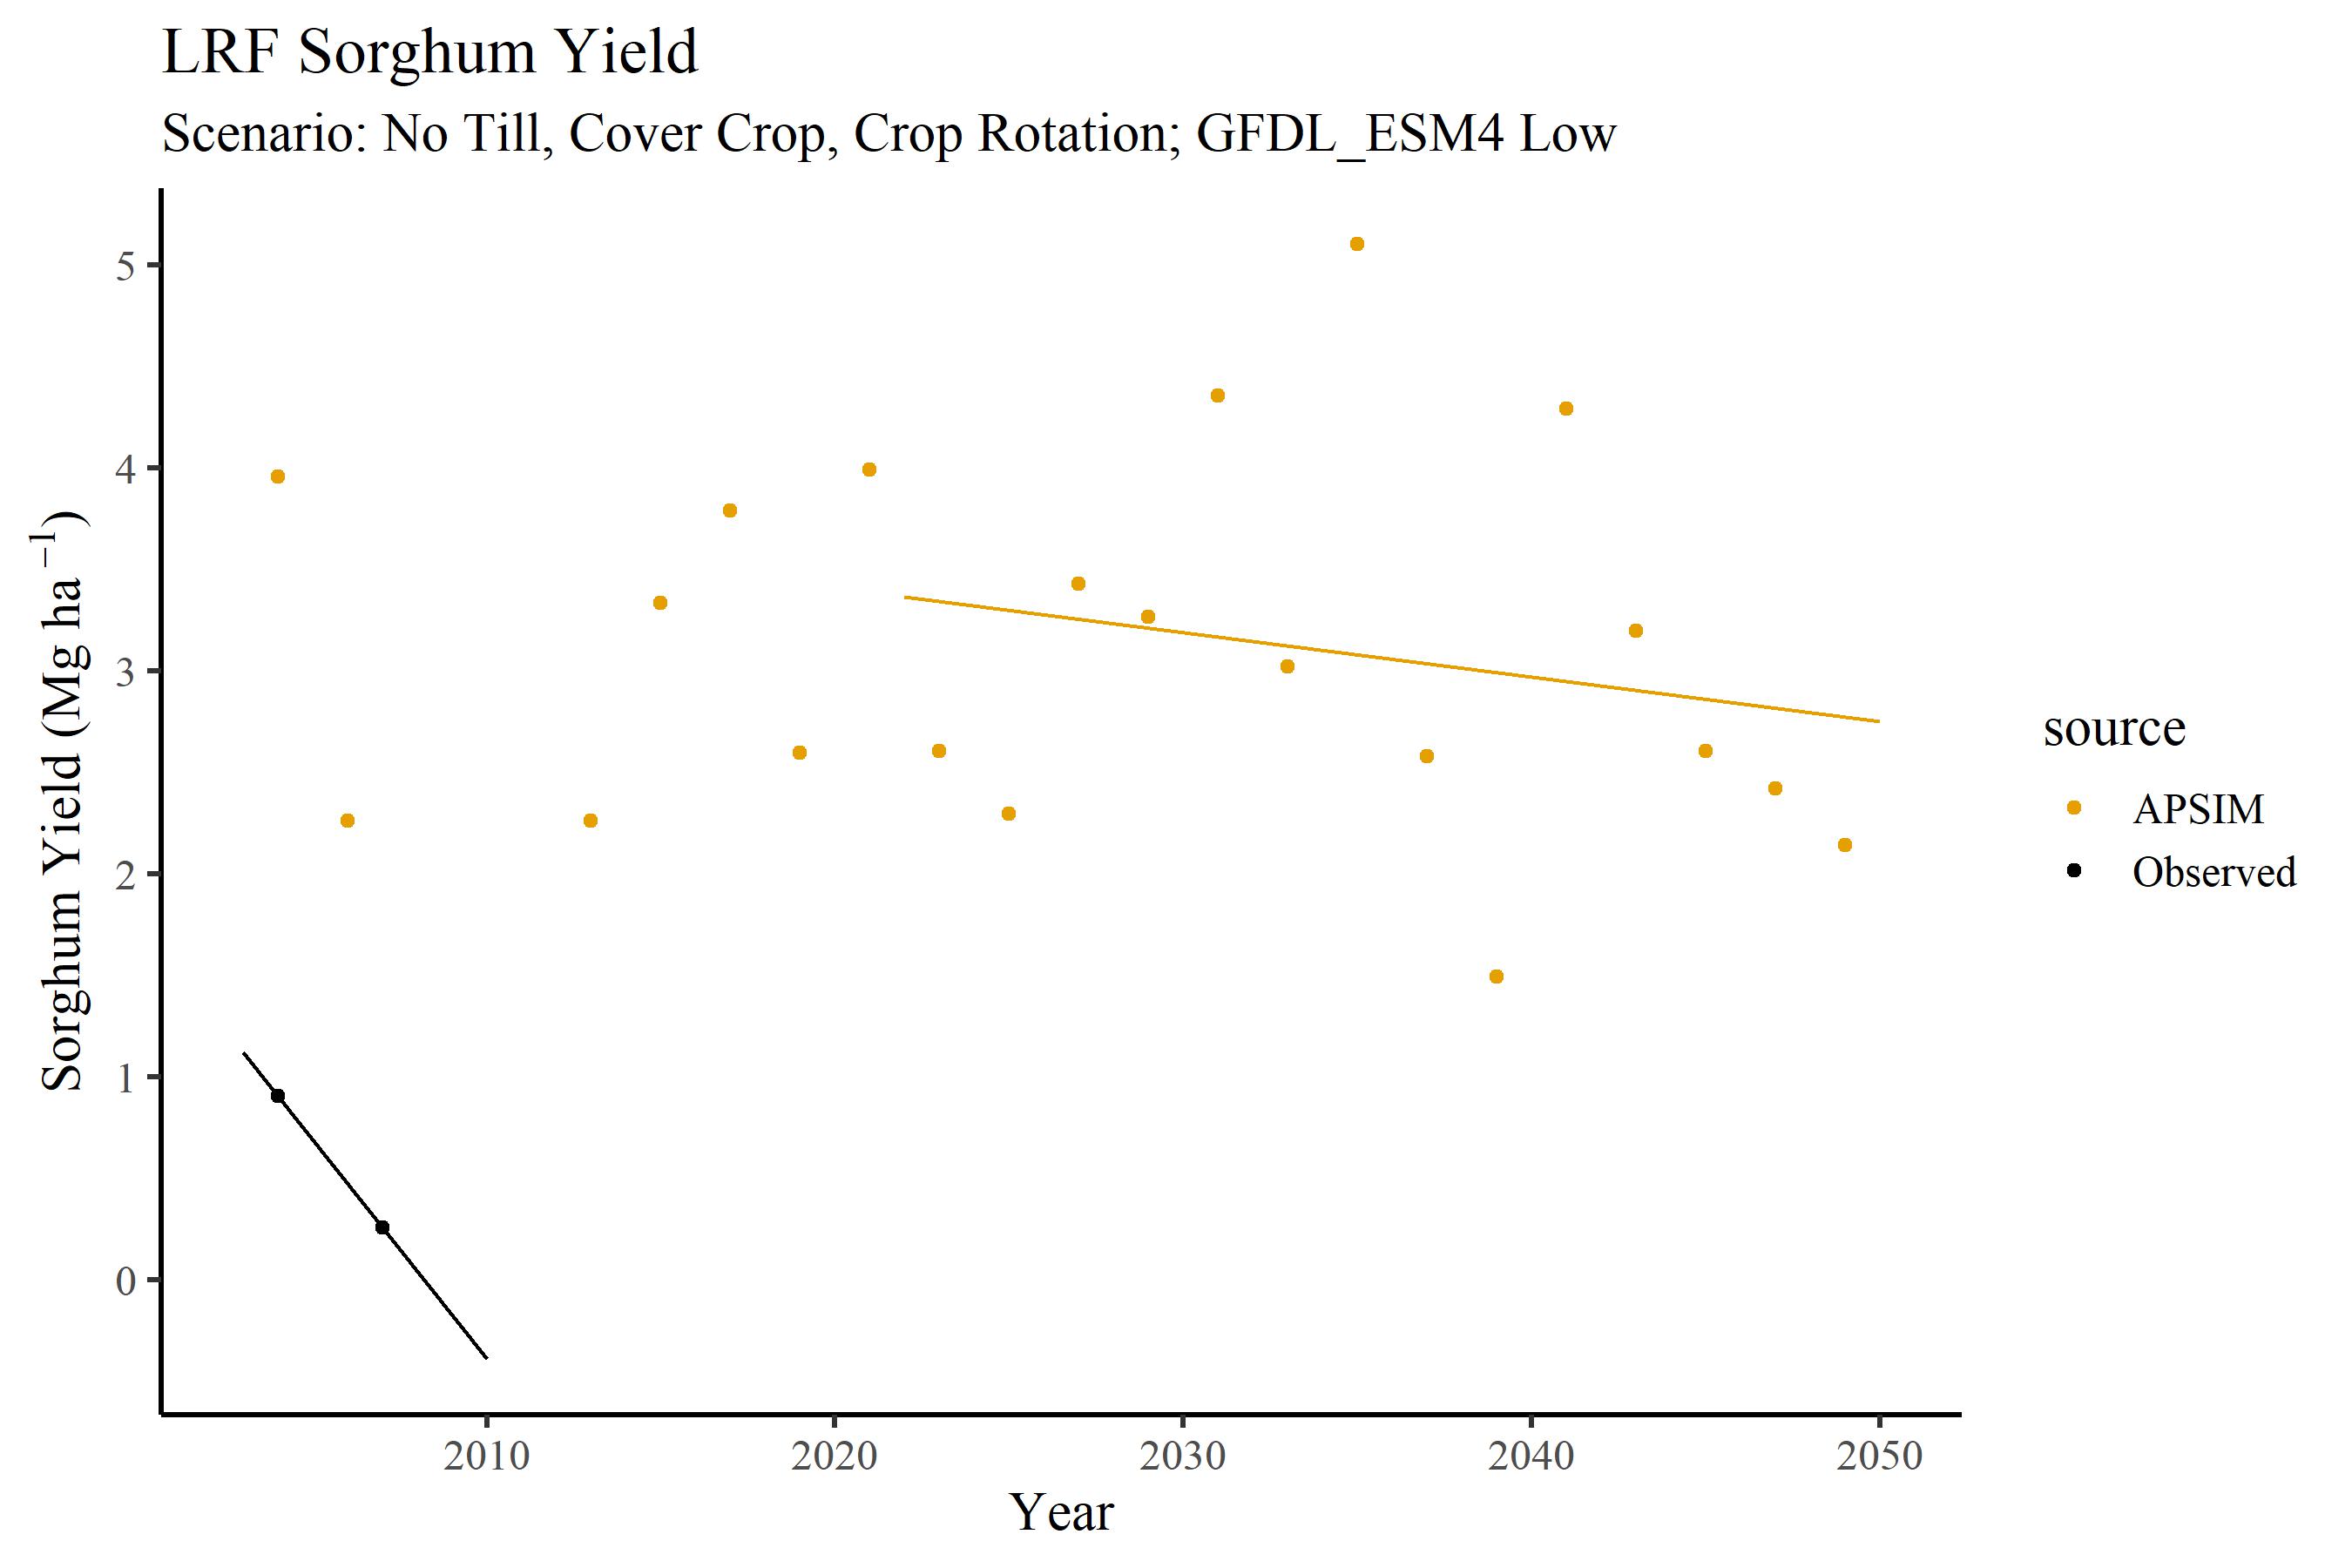 LRF Sorghum Yield
Scenario: No Till, Cover Crop, Crop Rotation; GFDL_ESM4 Low
Sorghum Yield (Mg ha⁻¹)
5
4
3
2
1
0
2010
2020
2030
2040
2050
Year
source
APSIM
Observed